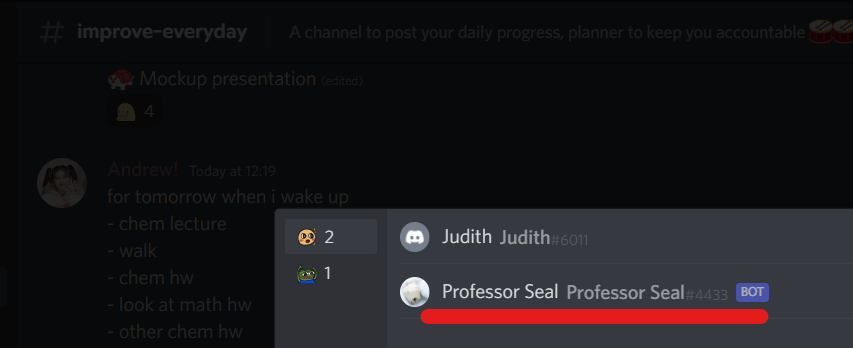 improve-everyday A channel to post your daily progress, planner to keep you accountable
Mockup presentation (edited)
4
Andrewl Today at 12:19
for tomorrow when i wake up
- chem lecture
- walk
- chem hw
- look at math hw
- other chem hw
2
1
Judith Judith#6011
Professor Seal Professor Seal#4433 BOT